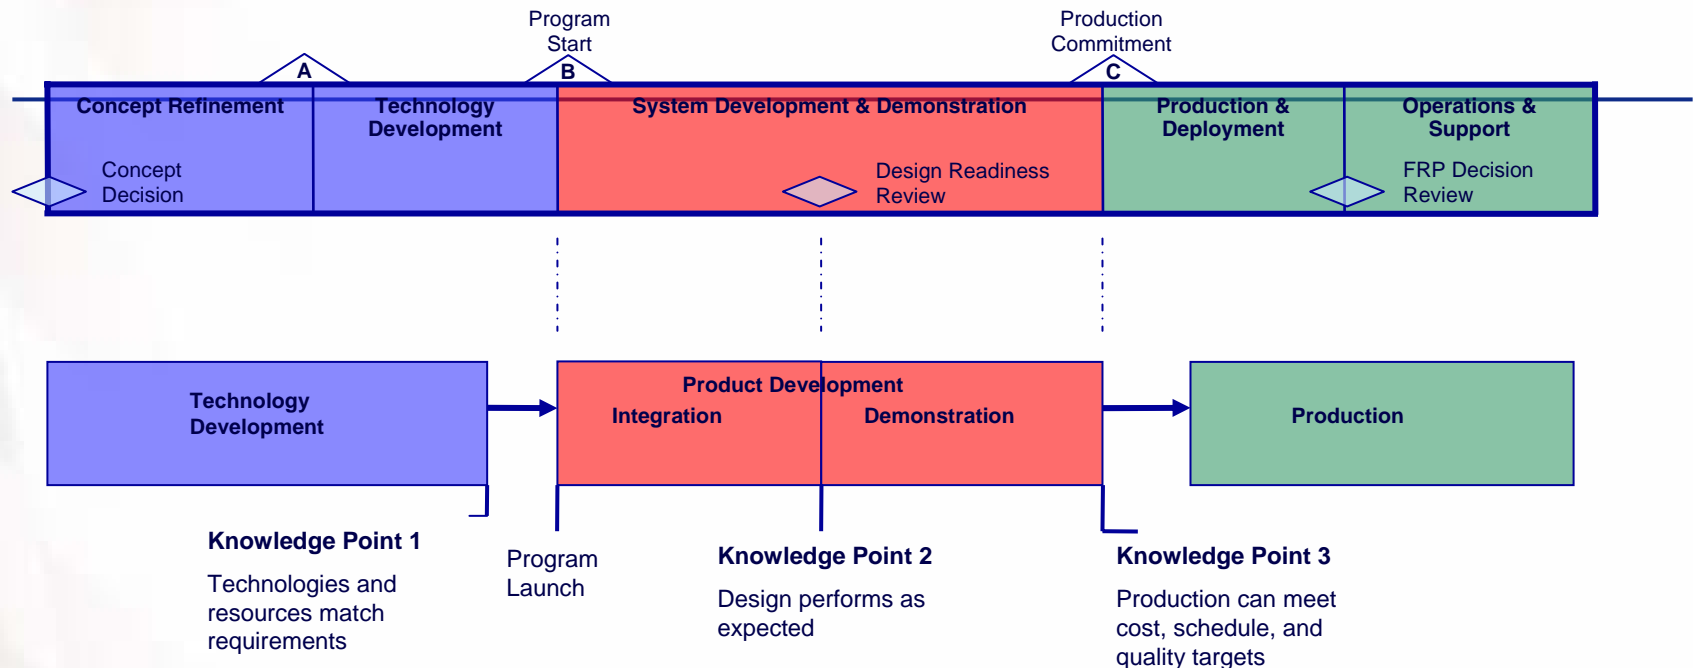 Program
Start
Production
Commitment
A
B
C
Concept Refinement
Technology
Development
System Development & Demonstration
Production &
Deployment
Operations &
Support
Concept
Decision
Design Readiness
Review
FRP Decision
Review
Technology
Development
Product Development
Integration
Demonstration
Production
Knowledge Point 1
Technologies and
resources match
requirements
Program
Launch
Knowledge Point 2
Design performs as
expected
Knowledge Point 3
Production can meet
cost, schedule, and
quality targets